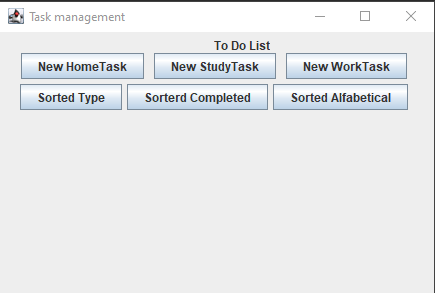 Task management
To Do List
New HomeTask New StudyTask New WorkTask
Sorted Type Sorterd Completed Sorted Alfabetical